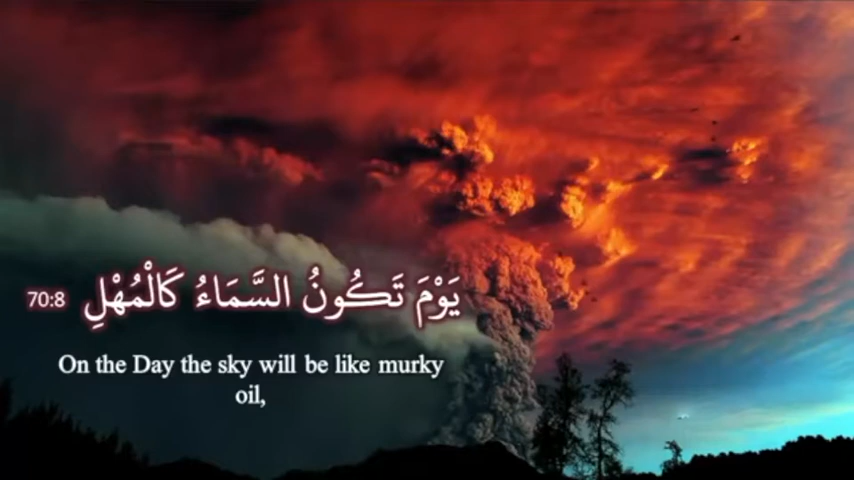 يَوْمَ تَكُونُ السَّمَاءُ كَالْمُهْلِ 70:8
On the Day the sky will be like murky
oil,